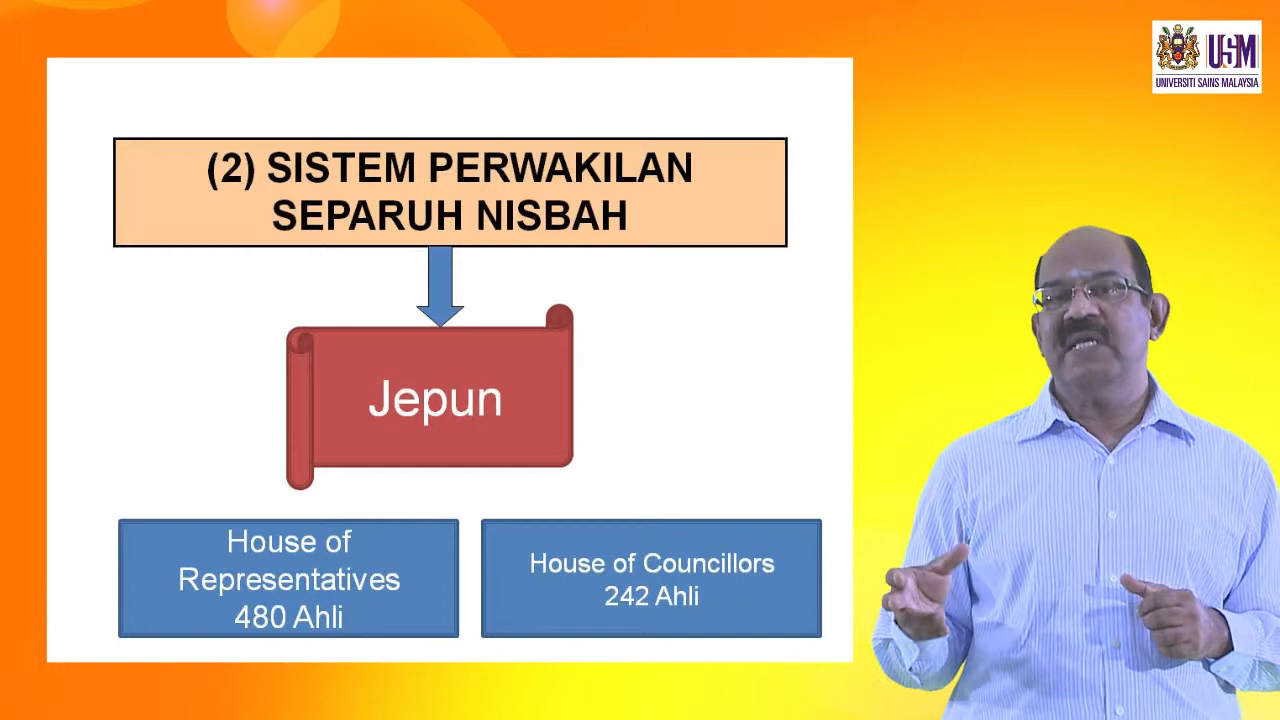 USM
UNIVERSITI SAINS MALAYSIA
(2) SISTEM PERWAKILAN
SEPARUH NISBAH
Jepun
House of
Representatives
480 Ahli
House of Councillors
242 Ahli